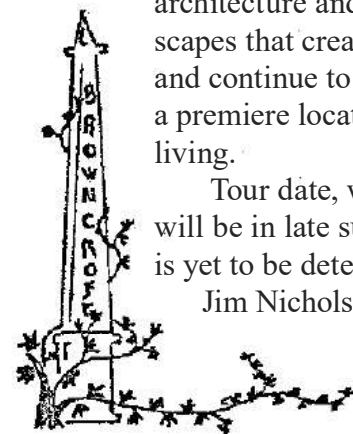 architecture and
scapes that crea
and continue to
a premiere locat
living.
Tour date, w
will be in late su
is yet to be dete
Jim Nichols
BROWNCROFT